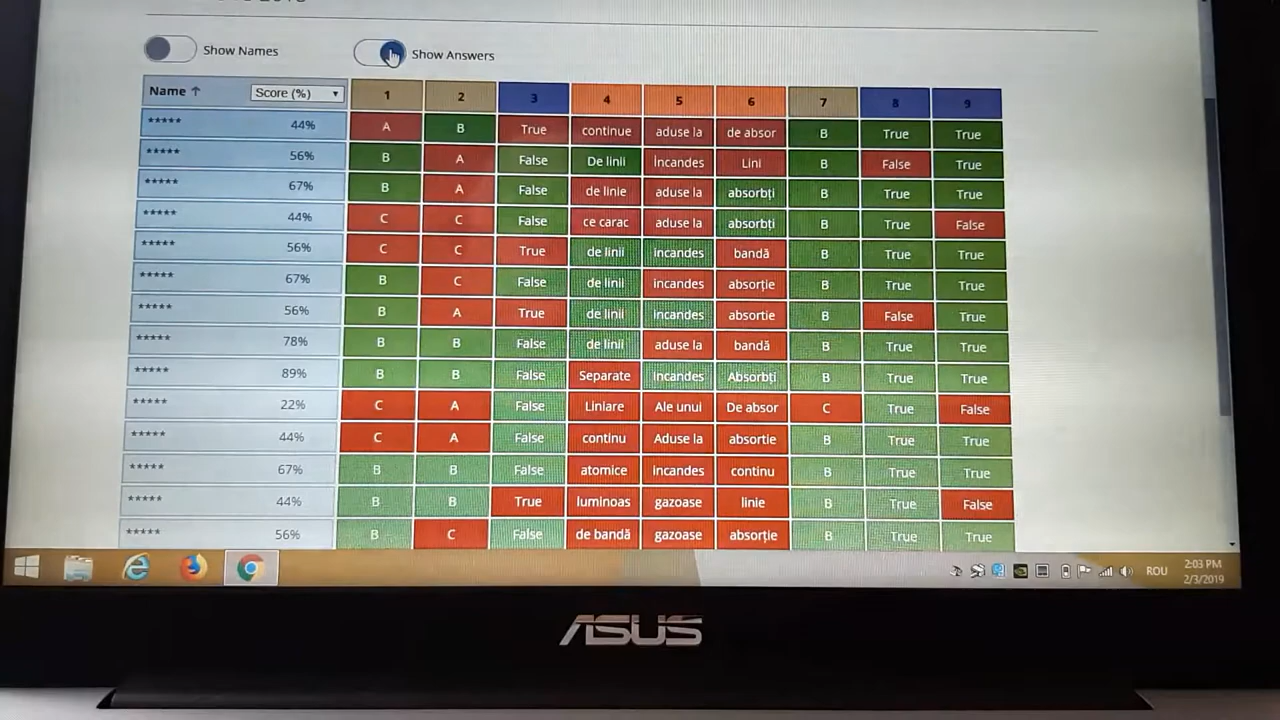 Show Names Show Answers
Name ↑ Score (%) ▼ 1 2 3 4 5 6 7 8 9
***** 44% A B True continue aduse la de absor B True True
***** 56% B A False De linii Incandes Lini B False True
***** 67% B A False de linie aduse la absorbți B True True
***** 44% C C False ce carac aduse la absorbți B True False
***** 56% C C True de linii incandes bandă B True True
***** 67% B C False de linii incandes absorție B True True
***** 56% B A True de linii incandes absortie B False True
***** 78% B B False de linii aduse la bandă B True True
***** 89% B B False Separate Incandes Absorbți B True True
***** 22% C A False Liniare Ale unui De absor C True False
***** 44% C A False continu Aduse la absortie B True True
***** 67% B B False atomice incandes continu B True True
***** 44% B B True luminoas gazoase linie B True False
***** 56% B C False de bandă gazoase absorție B True True
ROU 2:03 PM
2/3/2019
ASUS